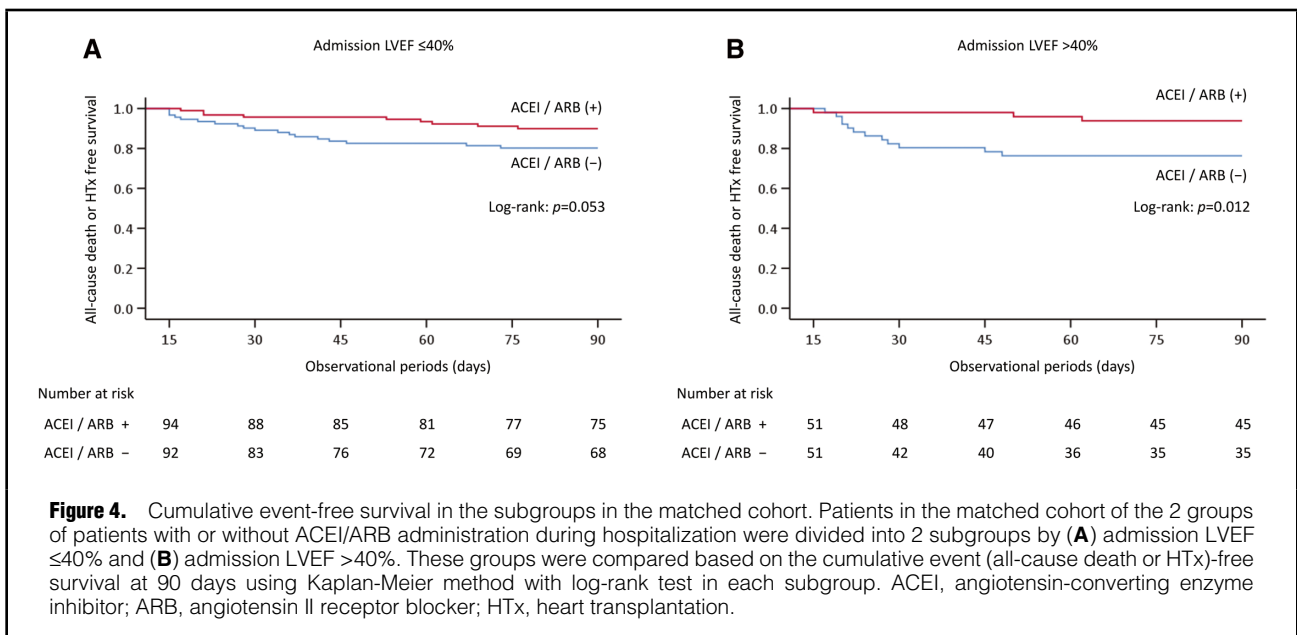 A
Admission LVEF ≤40%
All-cause death or HTx free survival
1.0
0.8
0.6
0.4
0.2
0.0
ACEI / ARB (+)
ACEI / ARB (−)
Log-rank: p=0.053
15 30 45 60 75 90
Observational periods (days)
Number at risk
ACEI / ARB + 94 88 85 81 77 75
ACEI / ARB − 92 83 76 72 69 68
B
Admission LVEF >40%
All-cause death or HTx free survival
1.0
0.8
0.6
0.4
0.2
0.0
ACEI / ARB (+)
ACEI / ARB (−)
Log-rank: p=0.012
15 30 45 60 75 90
Observational periods (days)
Number at risk
ACEI / ARB + 51 48 47 46 45 45
ACEI / ARB − 51 42 40 36 35 35
Figure 4. Cumulative event-free survival in the subgroups in the matched cohort. Patients in the matched cohort of the 2 groups
of patients with or without ACEI/ARB administration during hospitalization were divided into 2 subgroups by (A) admission LVEF
≤40% and (B) admission LVEF >40%. These groups were compared based on the cumulative event (all-cause death or HTx)-free
survival at 90 days using Kaplan-Meier method with log-rank test in each subgroup. ACEI, angiotensin-converting enzyme
inhibitor; ARB, angiotensin II receptor blocker; HTx, heart transplantation.